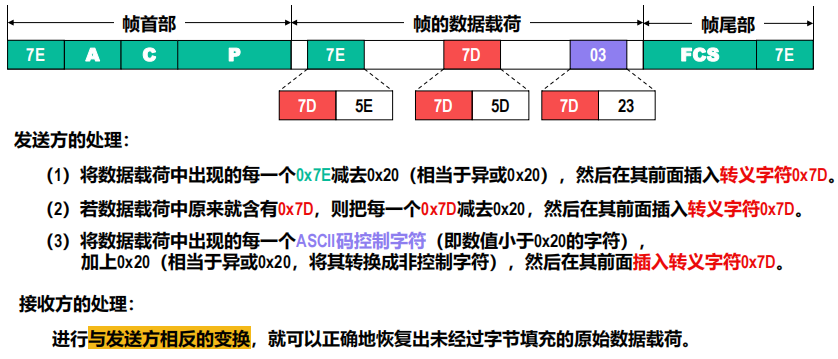 帧首部 帧的数据载荷 帧尾部
7E A C P 7E 7D 03 FCS 7E
7D 5E 7D 5D 7D 23
发送方的处理：
（1）将数据载荷中出现的每一个0x7E减去0x20（相当于异或0x20），然后在其前面插入转义字符0x7D。
（2）若数据载荷中原来就含有0x7D，则把每一个0x7D减去0x20，然后在其前面插入转义字符0x7D。
（3）将数据载荷中出现的每一个ASCII码控制字符（即数值小于0x20的字符），
加上0x20（相当于异或0x20，将其转换成非控制字符），然后在其前面插入转义字符0x7D。
接收方的处理：
进行与发送方相反的变换，就可以正确地恢复出未经过字节填充的原始数据载荷。